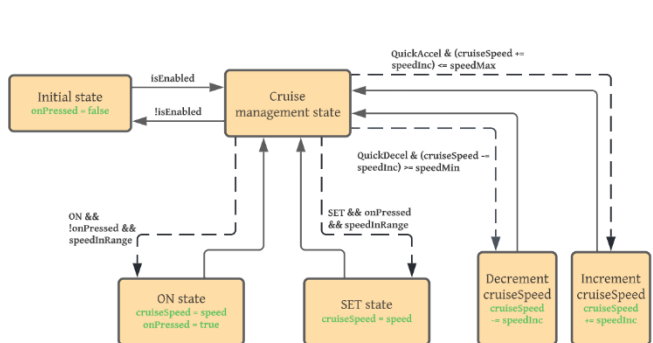 QuickAccel & (cruiseSpeed +=
speedInc) <= speedMax
isEnabled
Initial state
onPressed = false
!isEnabled
Cruise
management state
QuickDecel & (cruiseSpeed -=
speedInc) >= speedMin
ON &&
!onPressed &&
speedInRange
SET && onPressed
&& speedInRange
ON state
cruiseSpeed = speed
onPressed = true
SET state
cruiseSpeed = speed
Decrement
cruiseSpeed
cruiseSpeed
-= speedInc
Increment
cruiseSpeed
cruiseSpeed
+= speedInc